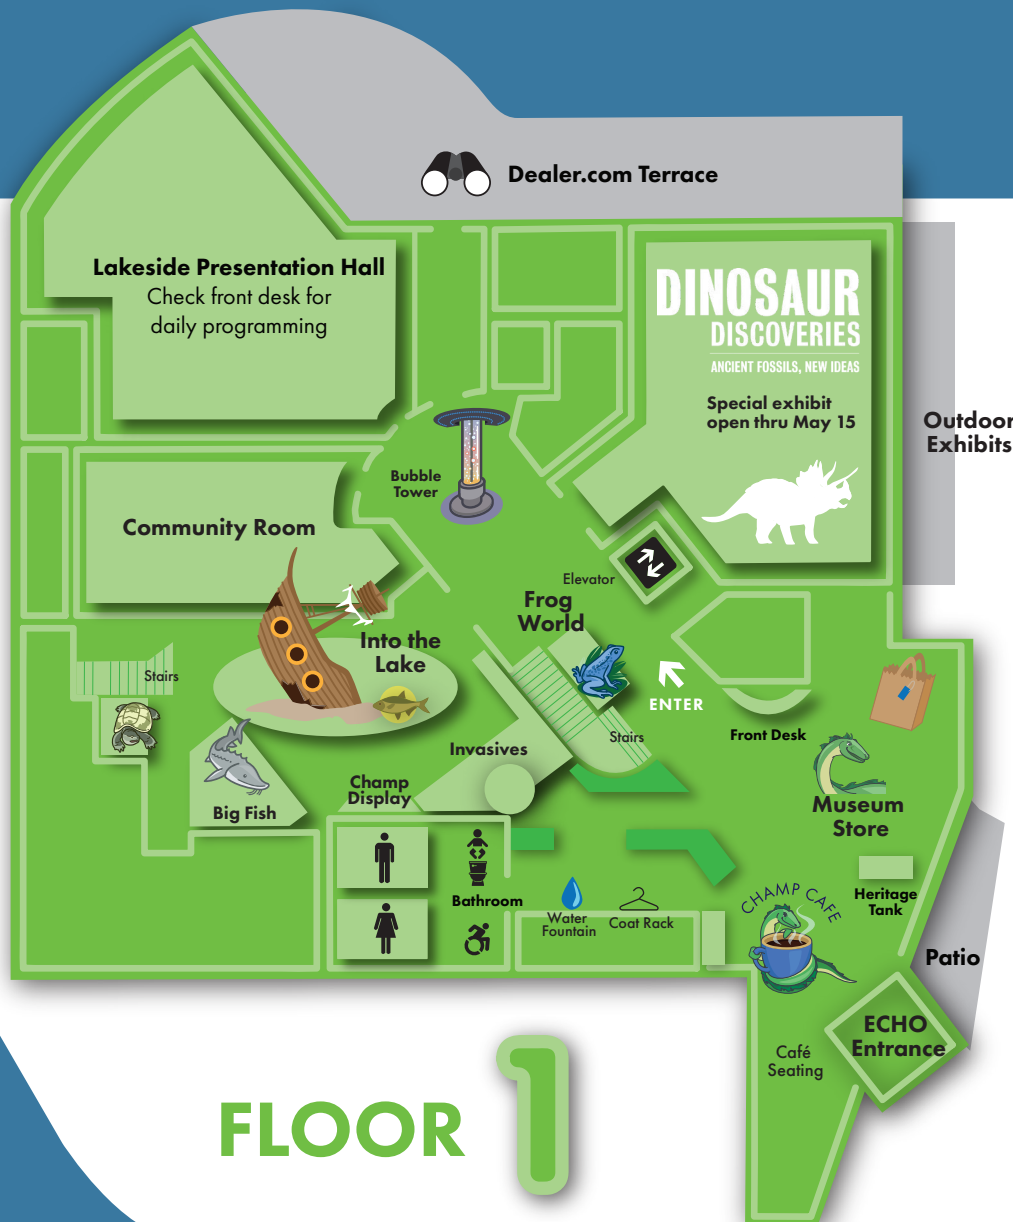 Dealer.com Terrace
Lakeside Presentation Hall
Check front desk for
daily programming
DINOSAUR
DISCOVERIES
ANCIENT FOSSILS, NEW IDEAS
Special exhibit
open thru May 15
Outdoor
Exhibits
Bubble
Tower
Community Room
Elevator
Frog
World
Into the
Lake
Stairs
ENTER
Front Desk
Stairs
Invasives
Champ
Display
Big Fish
Museum
Store
Bathroom
Water
Fountain
Coat Rack
CHAMP CAFE
Heritage
Tank
Patio
ECHO
Entrance
Café
Seating
FLOOR 1